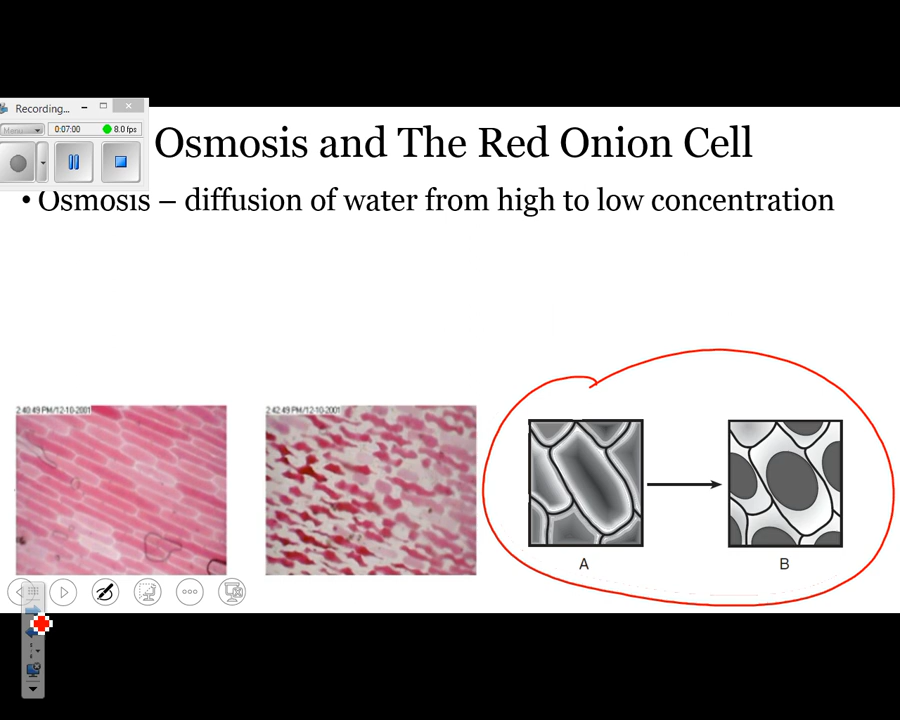 Recording...
Menu
0:07:00
8.0 fps
Osmosis and The Red Onion Cell
• Osmosis – diffusion of water from high to low concentration
2:40:49 PM/12-10-2001
2:42:49 PM/12-10-2001
A
B